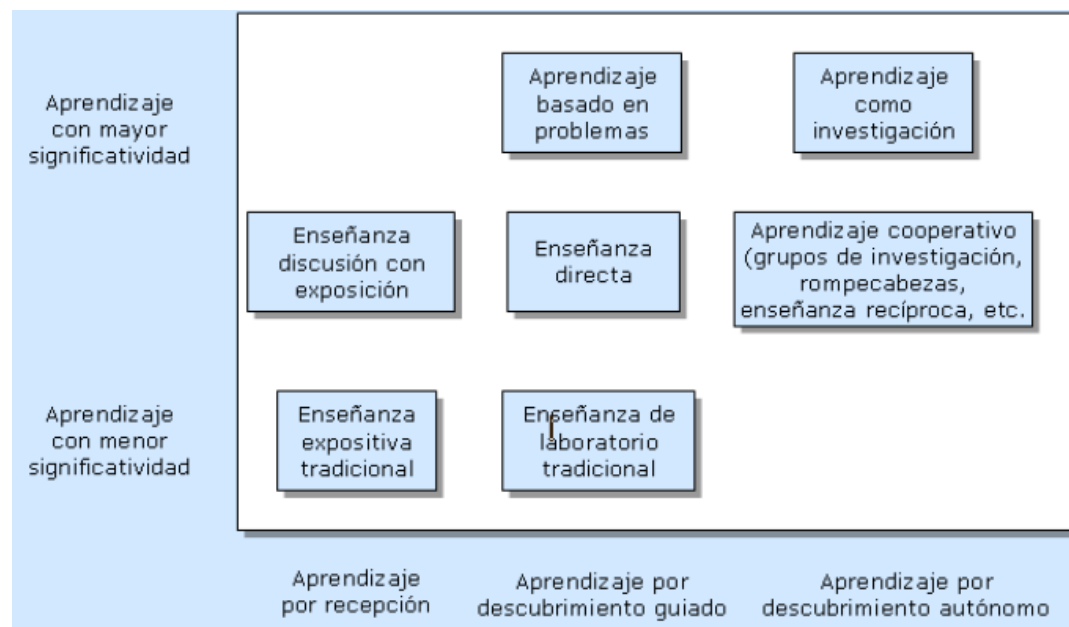 Aprendizaje
con mayor
significatividad
Aprendizaje
basado en
problemas
Aprendizaje
como
investigación
Enseñanza
discusión con
exposición
Enseñanza
directa
Aprendizaje cooperativo
(grupos de investigación,
rompecabezas,
enseñanza recíproca, etc.
Aprendizaje
con menor
significatividad
Enseñanza
expositiva
tradicional
Enseñanza de
laboratorio
tradicional
Aprendizaje
por recepción
Aprendizaje por
descubrimiento guiado
Aprendizaje por
descubrimiento autónomo